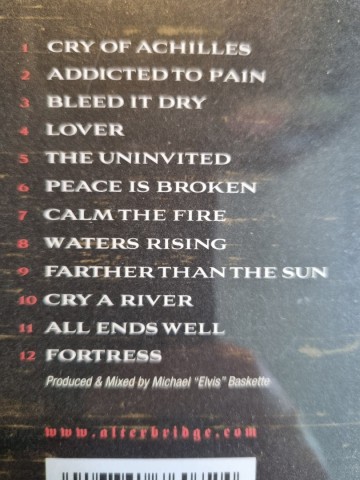 1 CRY OF ACHILLES
2 ADDICTED TO PAIN
3 BLEED IT DRY
4 LOVER
5 THE UNINVITED
6 PEACE IS BROKEN
7 CALM THE FIRE
8 WATERS RISING
9 FARTHER THAN THE SUN
10 CRY A RIVER
11 ALL ENDS WELL
12 FORTRESS
Produced & Mixed by Michael "Elvis" Baskette
www.alterbridge.com